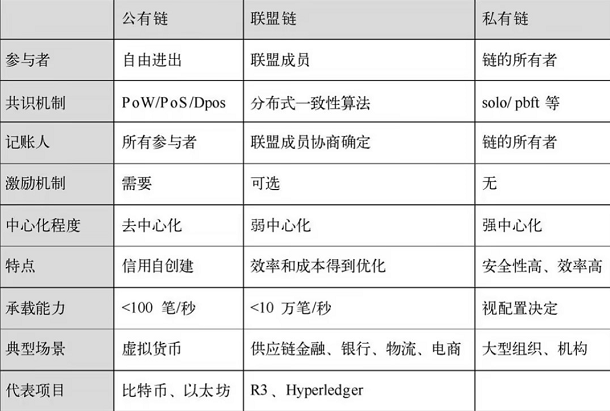 公有链 联盟链 私有链
参与者 自由进出 联盟成员 链的所有者
共识机制 PoW/PoS/Dpos 分布式一致性算法 solo/ pbft 等
记账人 所有参与者 联盟成员协商确定 链的所有者
激励机制 需要 可选 无
中心化程度 去中心化 弱中心化 强中心化
特点 信用自创建 效率和成本得到优化 安全性高、效率高
承载能力 <100 笔/秒 <10 万笔/秒 视配置决定
典型场景 虚拟货币 供应链金融、银行、物流、电商 大型组织、机构
代表项目 比特币、以太坊 R3、Hyperledger